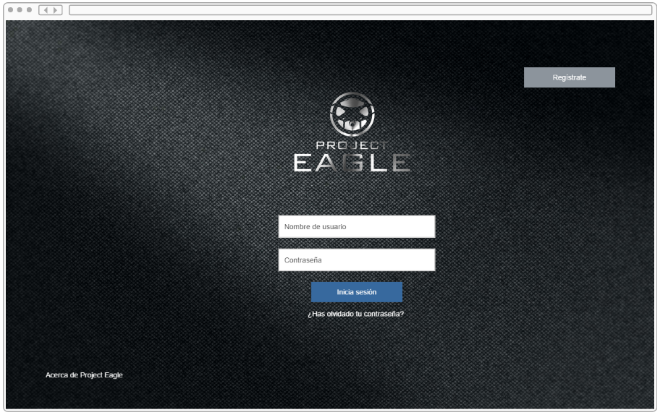 Regístrate
PROJECT
EAGLE
Nombre de usuario
Contraseña
Inicia sesión
¿Has olvidado tu contraseña?
Acerca de Project Eagle